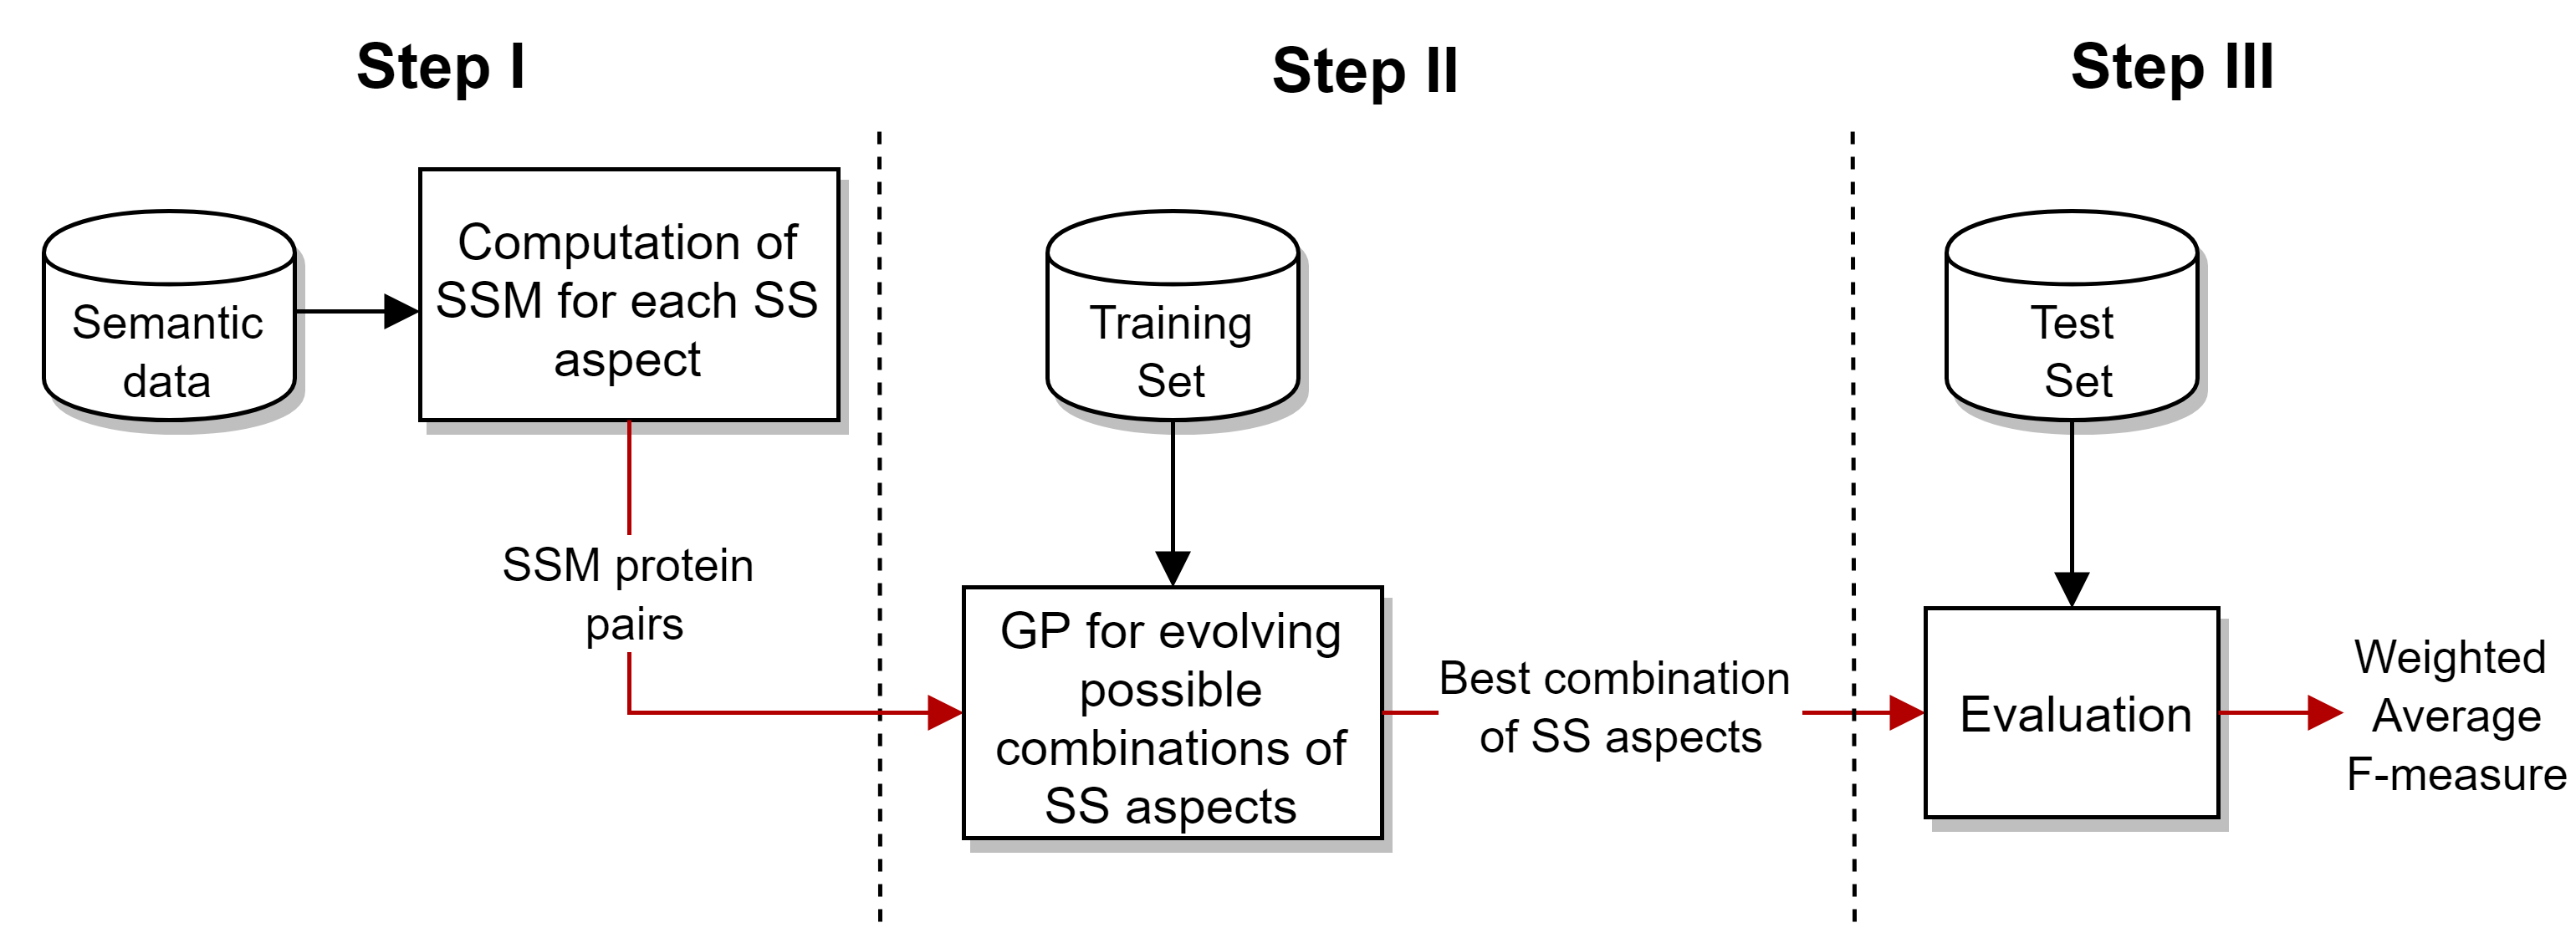 Step I
Step II
Step III
Semantic
data
Computation of
SSM for each SS
aspect
SSM protein
pairs
Training
Set
GP for evolving
possible
combinations of
SS aspects
Best combination
of SS aspects
Test
Set
Evaluation
Weighted
Average
F-measure